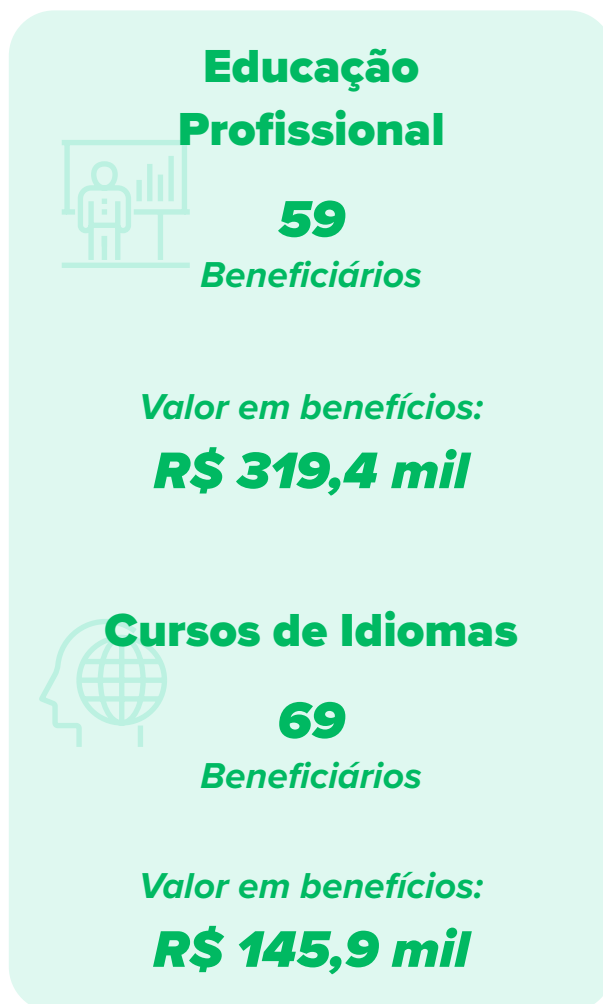 Educação
Profissional
59
Beneficiários
Valor em benefícios:
R$ 319,4 mil
Cursos de Idiomas
69
Beneficiários
Valor em benefícios:
R$ 145,9 mil